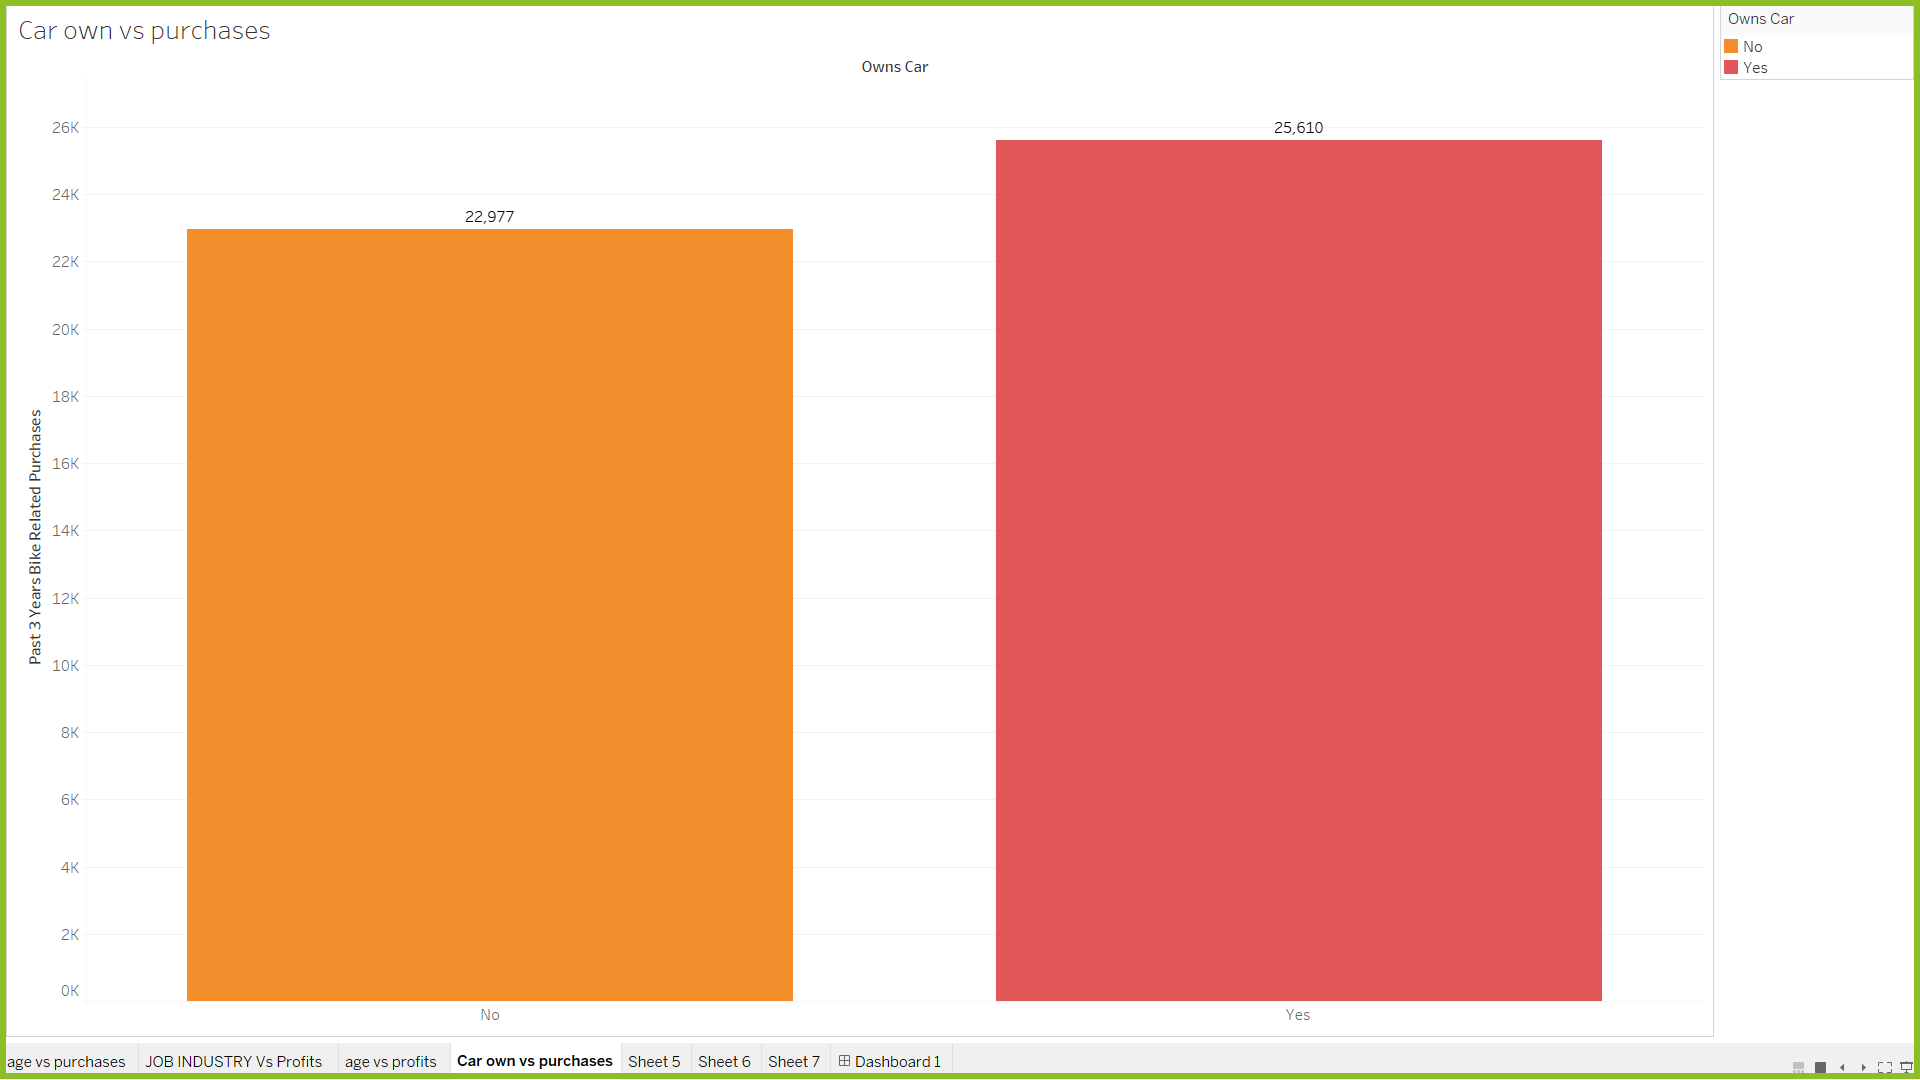 Car own vs purchases
Owns Car
No
Yes
Owns Car
26K
24K
22K
20K
18K
16K
14K
12K
10K
8K
6K
4K
2K
0K
Past 3 Years Bike Related Purchases
22,977
25,610
No
Yes
age vs purchases
JOB INDUSTRY Vs Profits
age vs profits
Car own vs purchases
Sheet 5
Sheet 6
Sheet 7
Dashboard 1